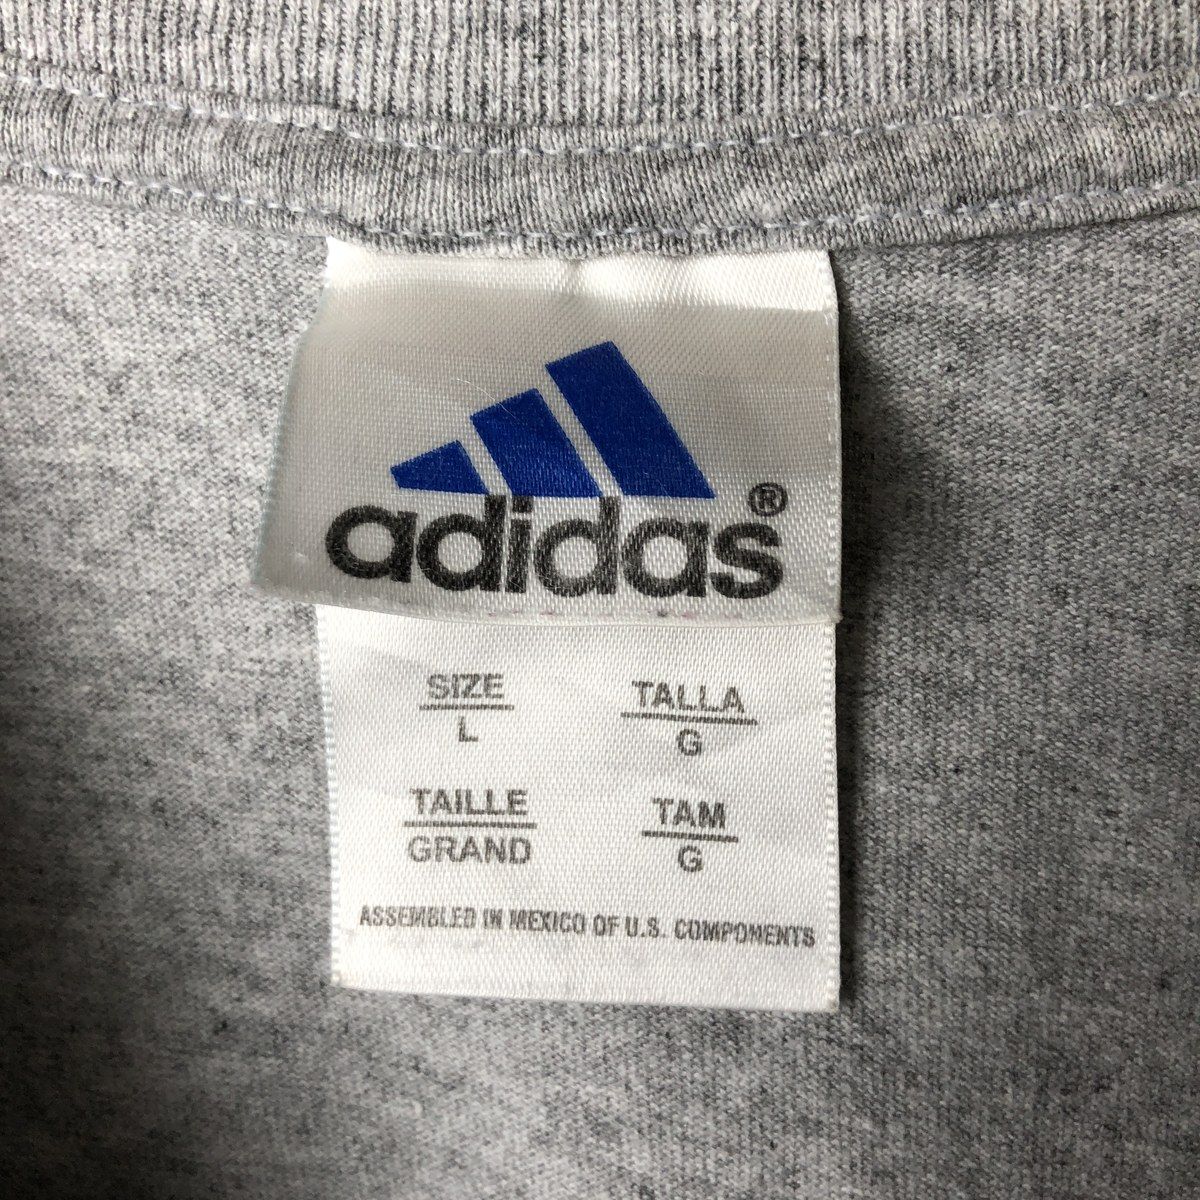 adidas®
SIZE TALLA
L G
TAILLE TAM
GRAND G
ASSEMBLED IN MEXICO OF U.S. COMPONENTS